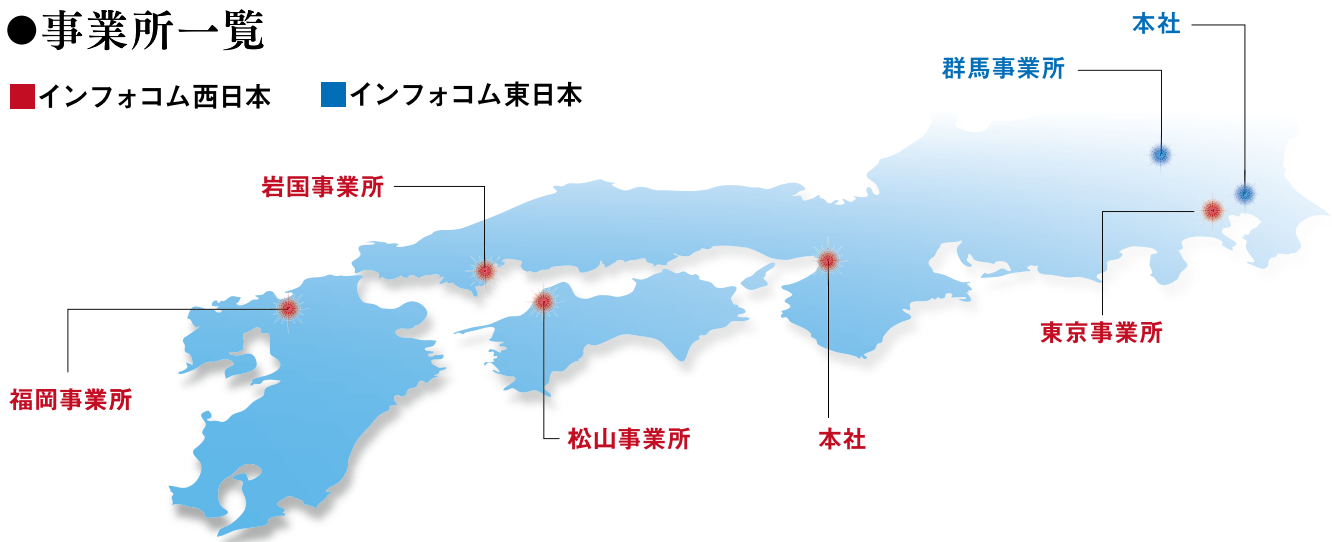 ●事業所一覧
インフォコム西日本
インフォコム東日本
本社
群馬事業所
岩国事業所
東京事業所
福岡事業所
松山事業所
本社